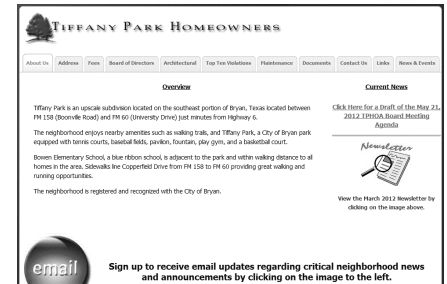 Tiffany Park Homeowners
About Us Address Fees Board of Directors Architectural Top Ten Violations Maintenance Documents Contact Us Links News & Events
Overview
Tiffany Park is an upscale subdivision located on the southeast portion of Bryan, Texas located between
FM 158 (Boonville Road) and FM 60 (University Drive) just minutes from Highway 6.
The neighborhood enjoys nearby amenities such as walking trails, and Tiffany Park, a City of Bryan park
equipped with tennis courts, baseball fields, pavilion, fountain, play gym, and a basketball court.
Bowen Elementary School, a blue ribbon school, is adjacent to the park and within walking distance to all
homes in the area. Sidewalks line Copperfield Drive from FM 158 to FM 60 providing great walking and
running opportunities.
The neighborhood is registered and recognized with the City of Bryan.
Current News
Click Here for a Draft of the May 21,
2012 TPHOA Board Meeting
Agenda
Newsletter
View the March 2012 Newsletter by
clicking on the image above.
email
Sign up to receive email updates regarding critical neighborhood news
and announcements by clicking on the image to the left.